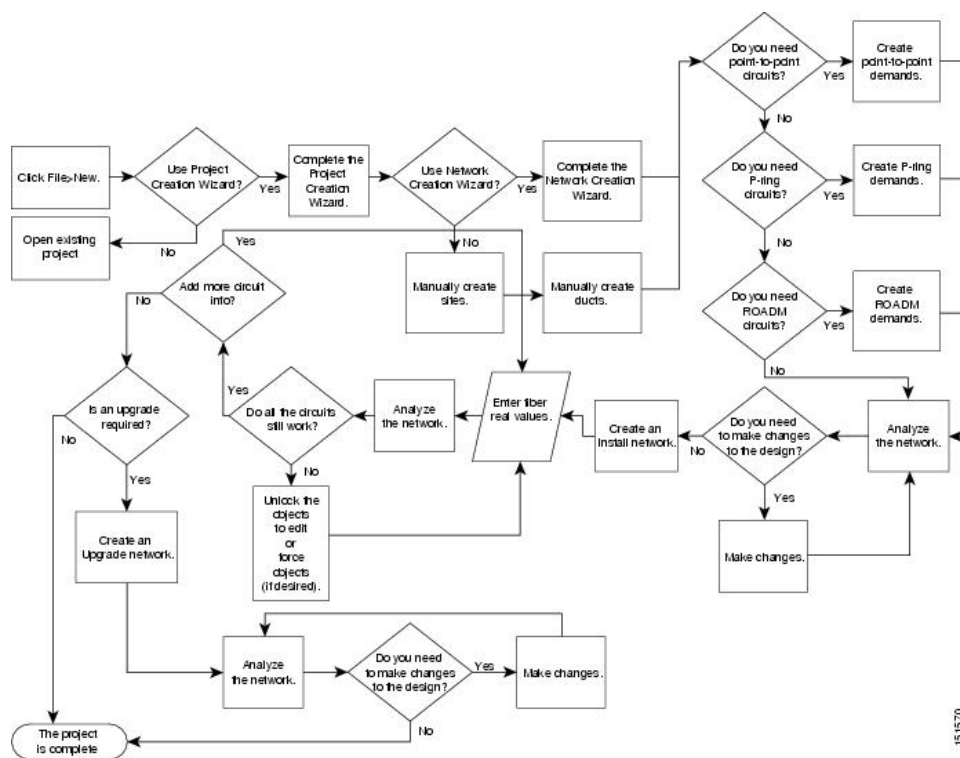 Click File>New.
Use Project
Creation Wizard?
Yes
No
Open existing
project
Complete the
Project
Creation
Wizard.
Use Network
Creation Wizard?
Yes
No
Complete the
Network Creation
Wizard.
Manually create
sites.
Manually create
ducts.
Do you need
point-to-point
circuits?
Yes
No
Create
point-to-point
demands.
Do you need
P-ring
circuits?
Yes
No
Create P-ring
demands.
Do you need
ROADM
circuits?
Yes
No
Create
ROADM
demands.
Analyze
the network.
Do you need
to make changes
to the design?
No
Yes
Make changes.
Create an
Install network.
Enter fiber
real values.
Analyze
the network.
Do all the circuits
still work?
Yes
No
Unlock the
objects
to edit
or
force
objects
(if desired).
Add more circuit
info?
Yes
No
Is an upgrade
required?
No
Yes
Create an
Upgrade network.
Analyze
the network.
Do you need
to make changes
to the design?
Yes
No
Make changes.
The project
is complete
151570